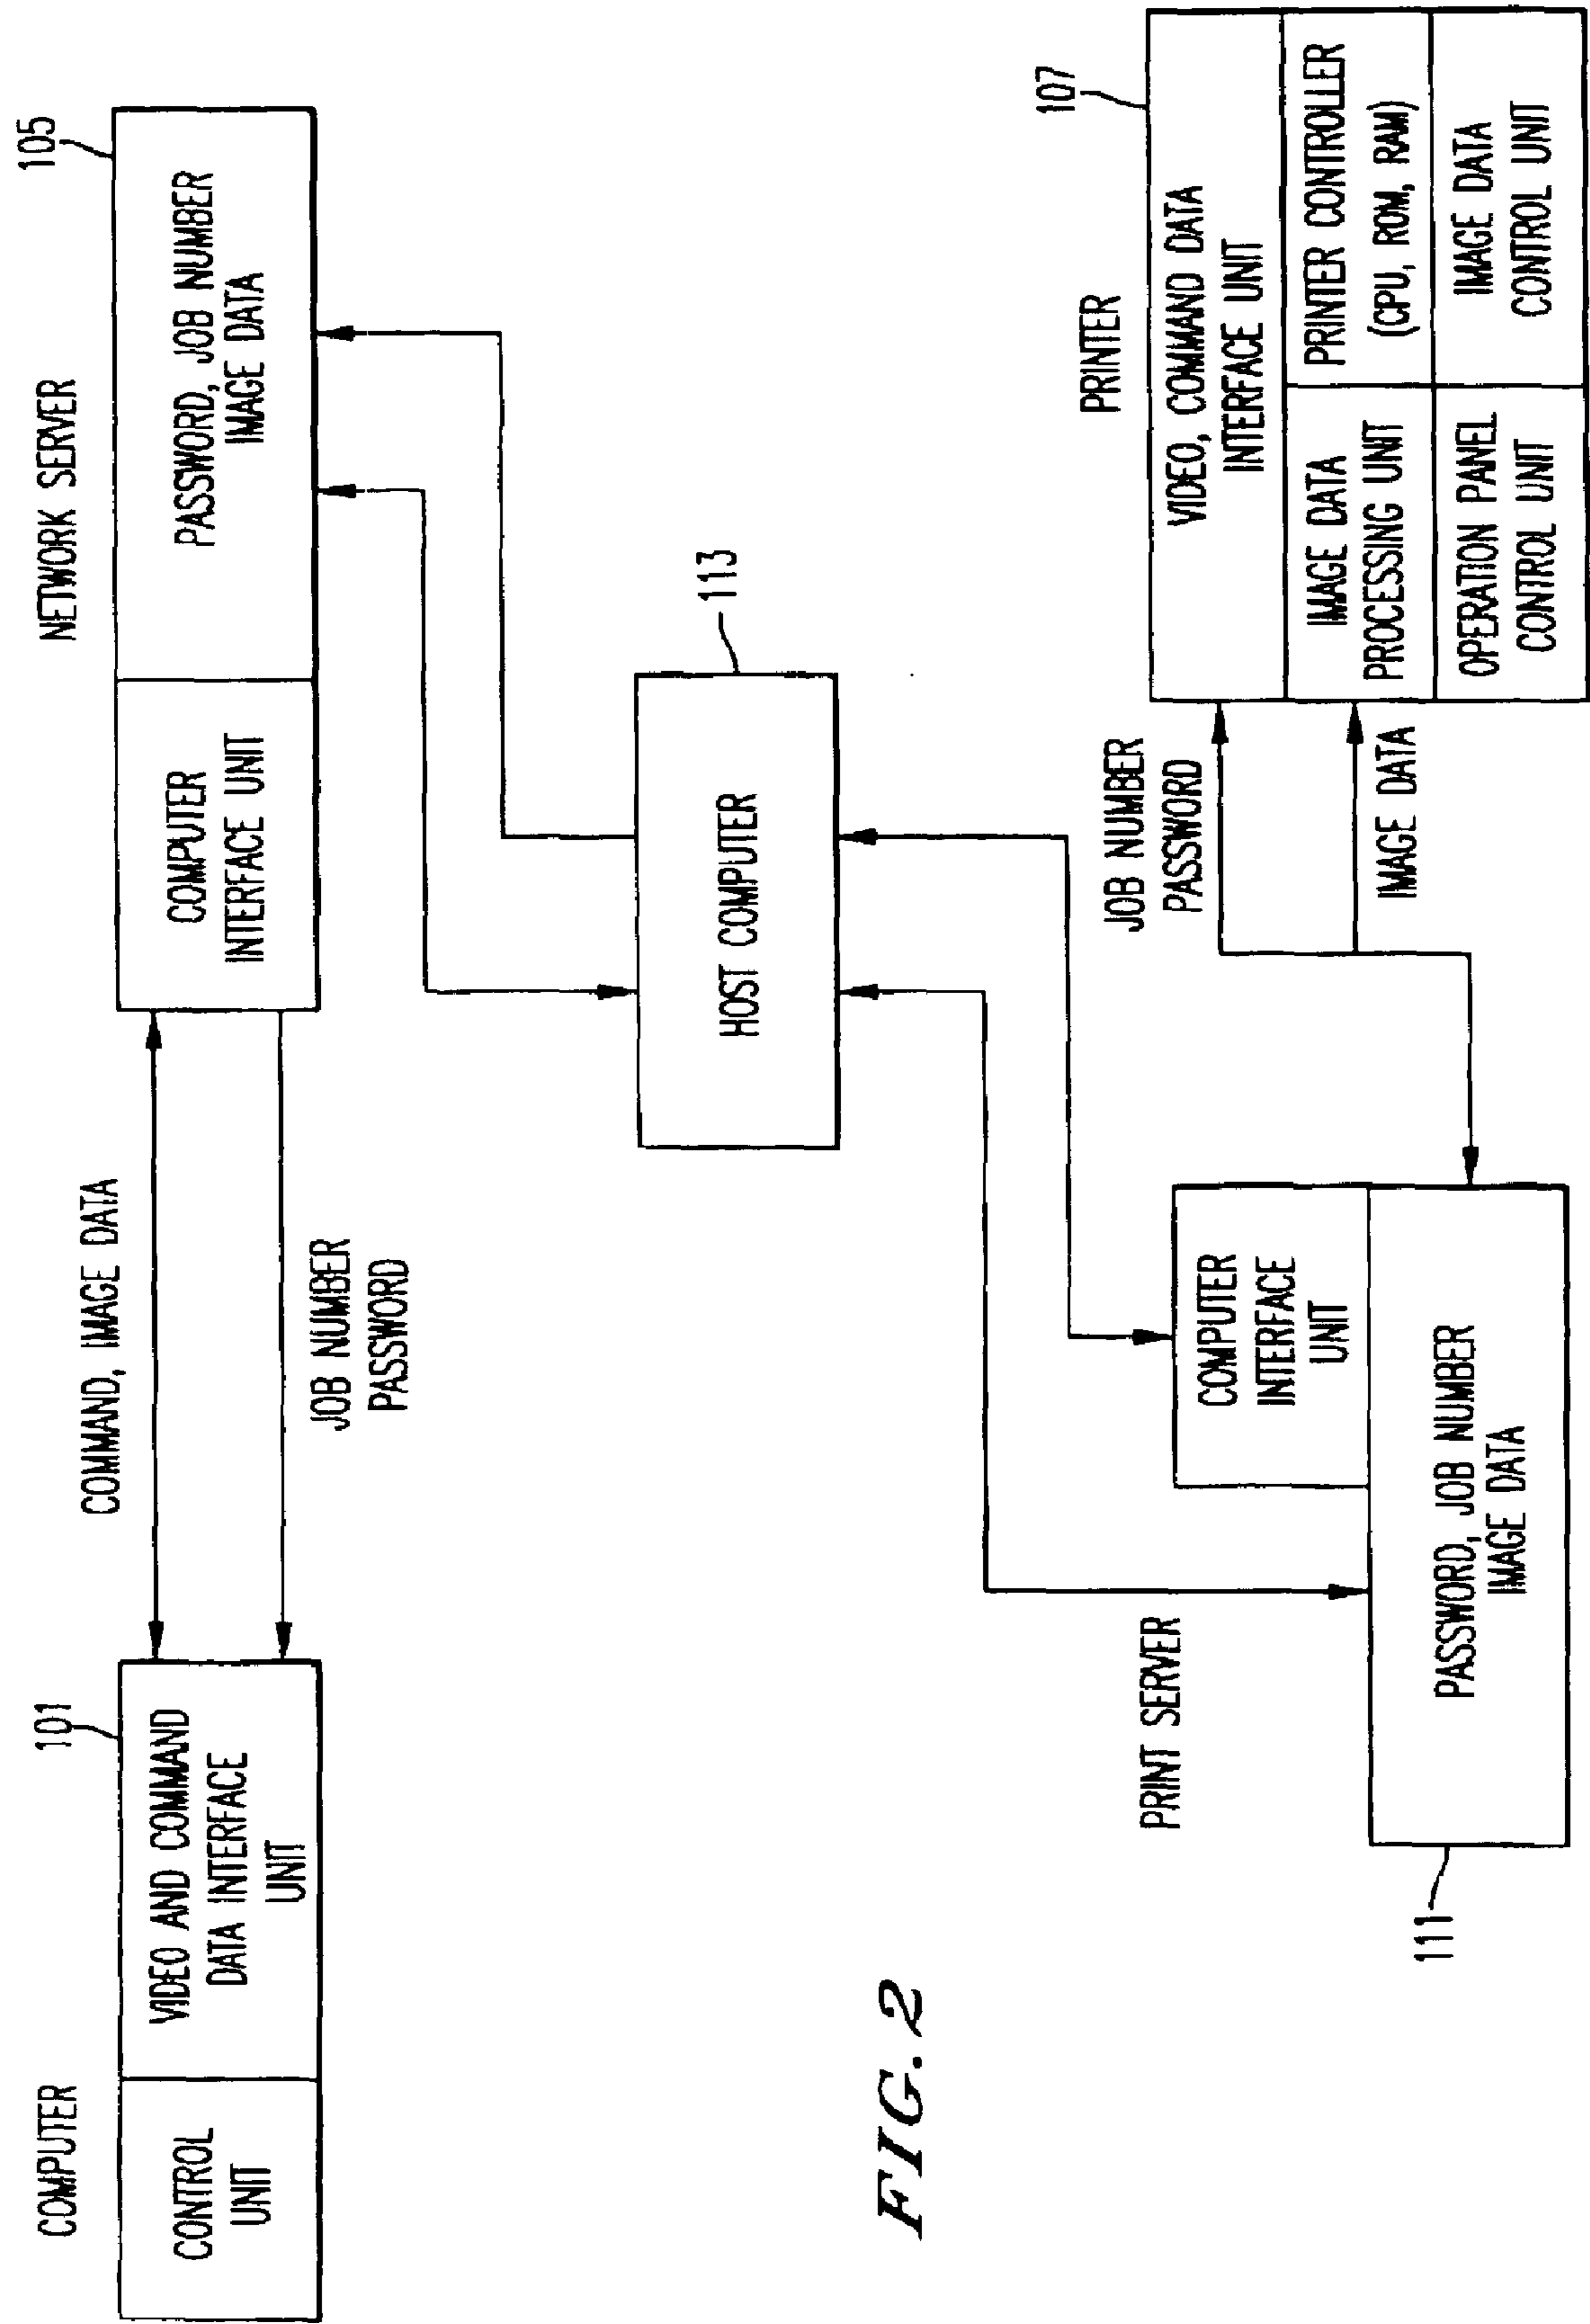 COMPUTER
101
CONTROL
UNIT
VIDEO AND COMMAND
DATA INTERFACE
UNIT
COMMAND, IMAGE DATA
JOB NUMBER
PASSWORD
NETWORK SERVER
105
COMPUTER
INTERFACE UNIT
PASSWORD, JOB NUMBER
IMAGE DATA
HOST COMPUTER
113
PRINT SERVER
COMPUTER
INTERFACE
UNIT
PASSWORD, JOB NUMBER
IMAGE DATA
111
JOB NUMBER
PASSWORD
IMAGE DATA
PRINTER
107
VIDEO, COMMAND DATA
INTERFACE UNIT
IMAGE DATA
PROCESSING UNIT
PRINTER CONTROLLER
(CPU, ROM, RAM)
OPERATION PANEL
CONTROL UNIT
IMAGE DATA
CONTROL UNIT
FIG. 2